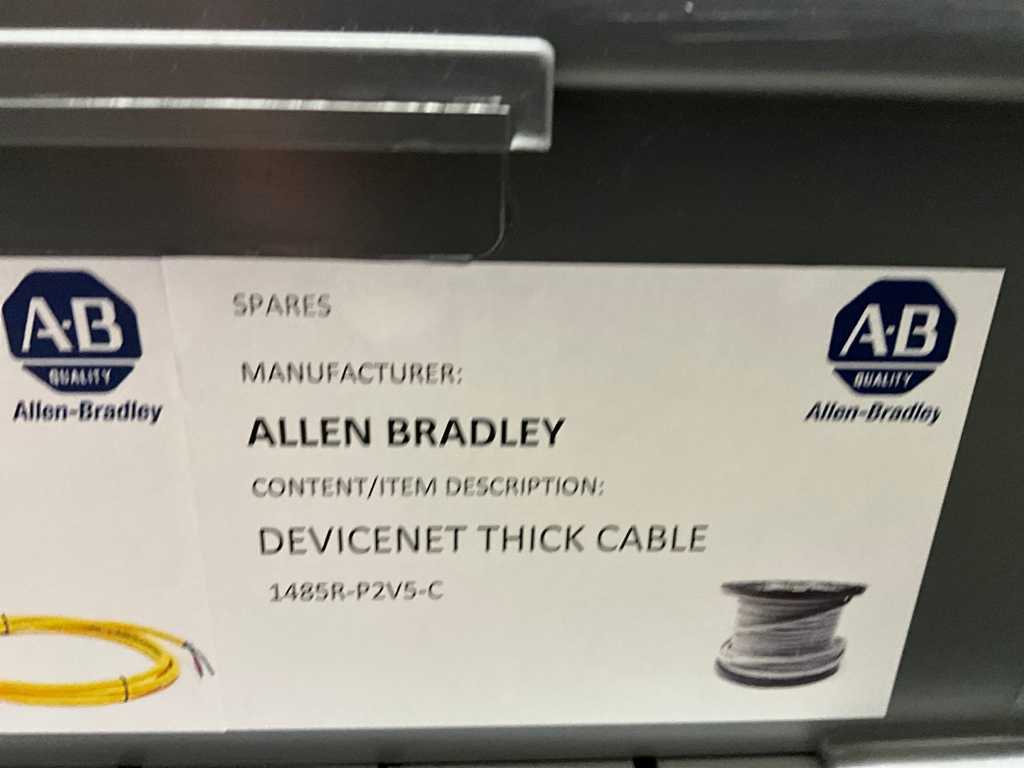 A·B
QUALITY
Allen-Bradley
SPARES
MANUFACTURER:
ALLEN BRADLEY
CONTENT/ITEM DESCRIPTION:
DEVICENET THICK CABLE
1485R-P2V5-C
A·B
QUALITY
Allen-Bradley